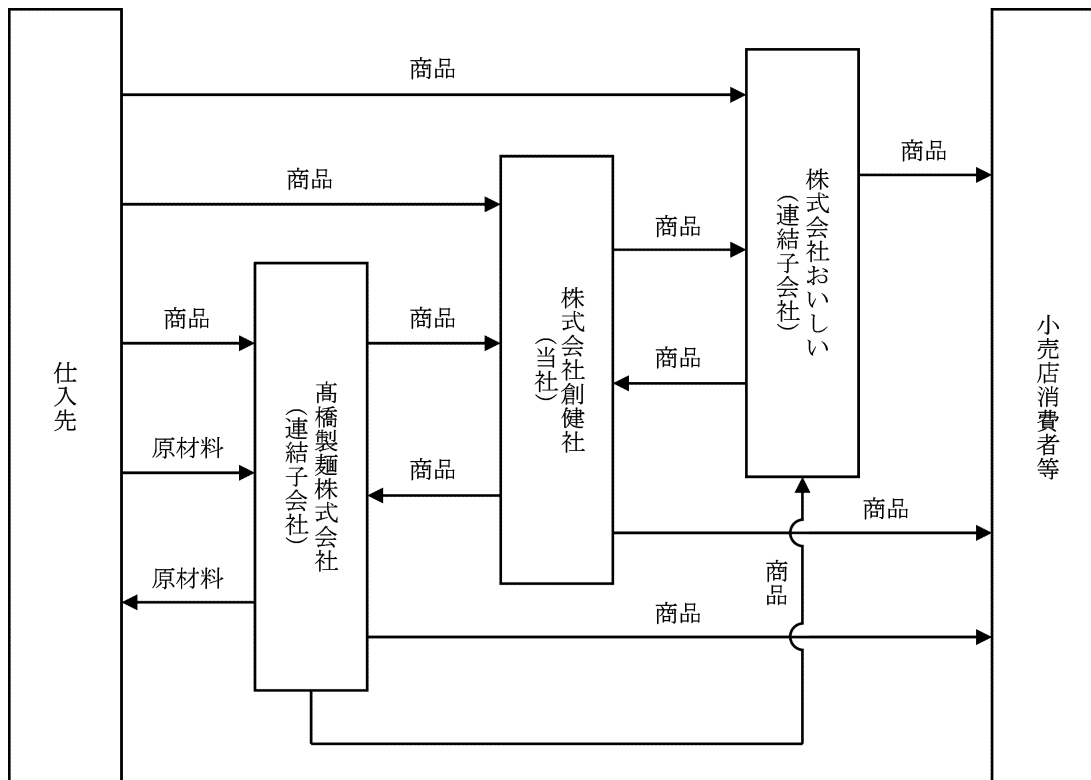 仕入先
商品
商品
商品
原材料
原材料
髙橋製麺株式会社
(連結子会社)
商品
商品
株式会社創健社
(当社)
商品
商品
株式会社おいしい
(連結子会社)
商品
商品
商品
商品
小売店消費者等